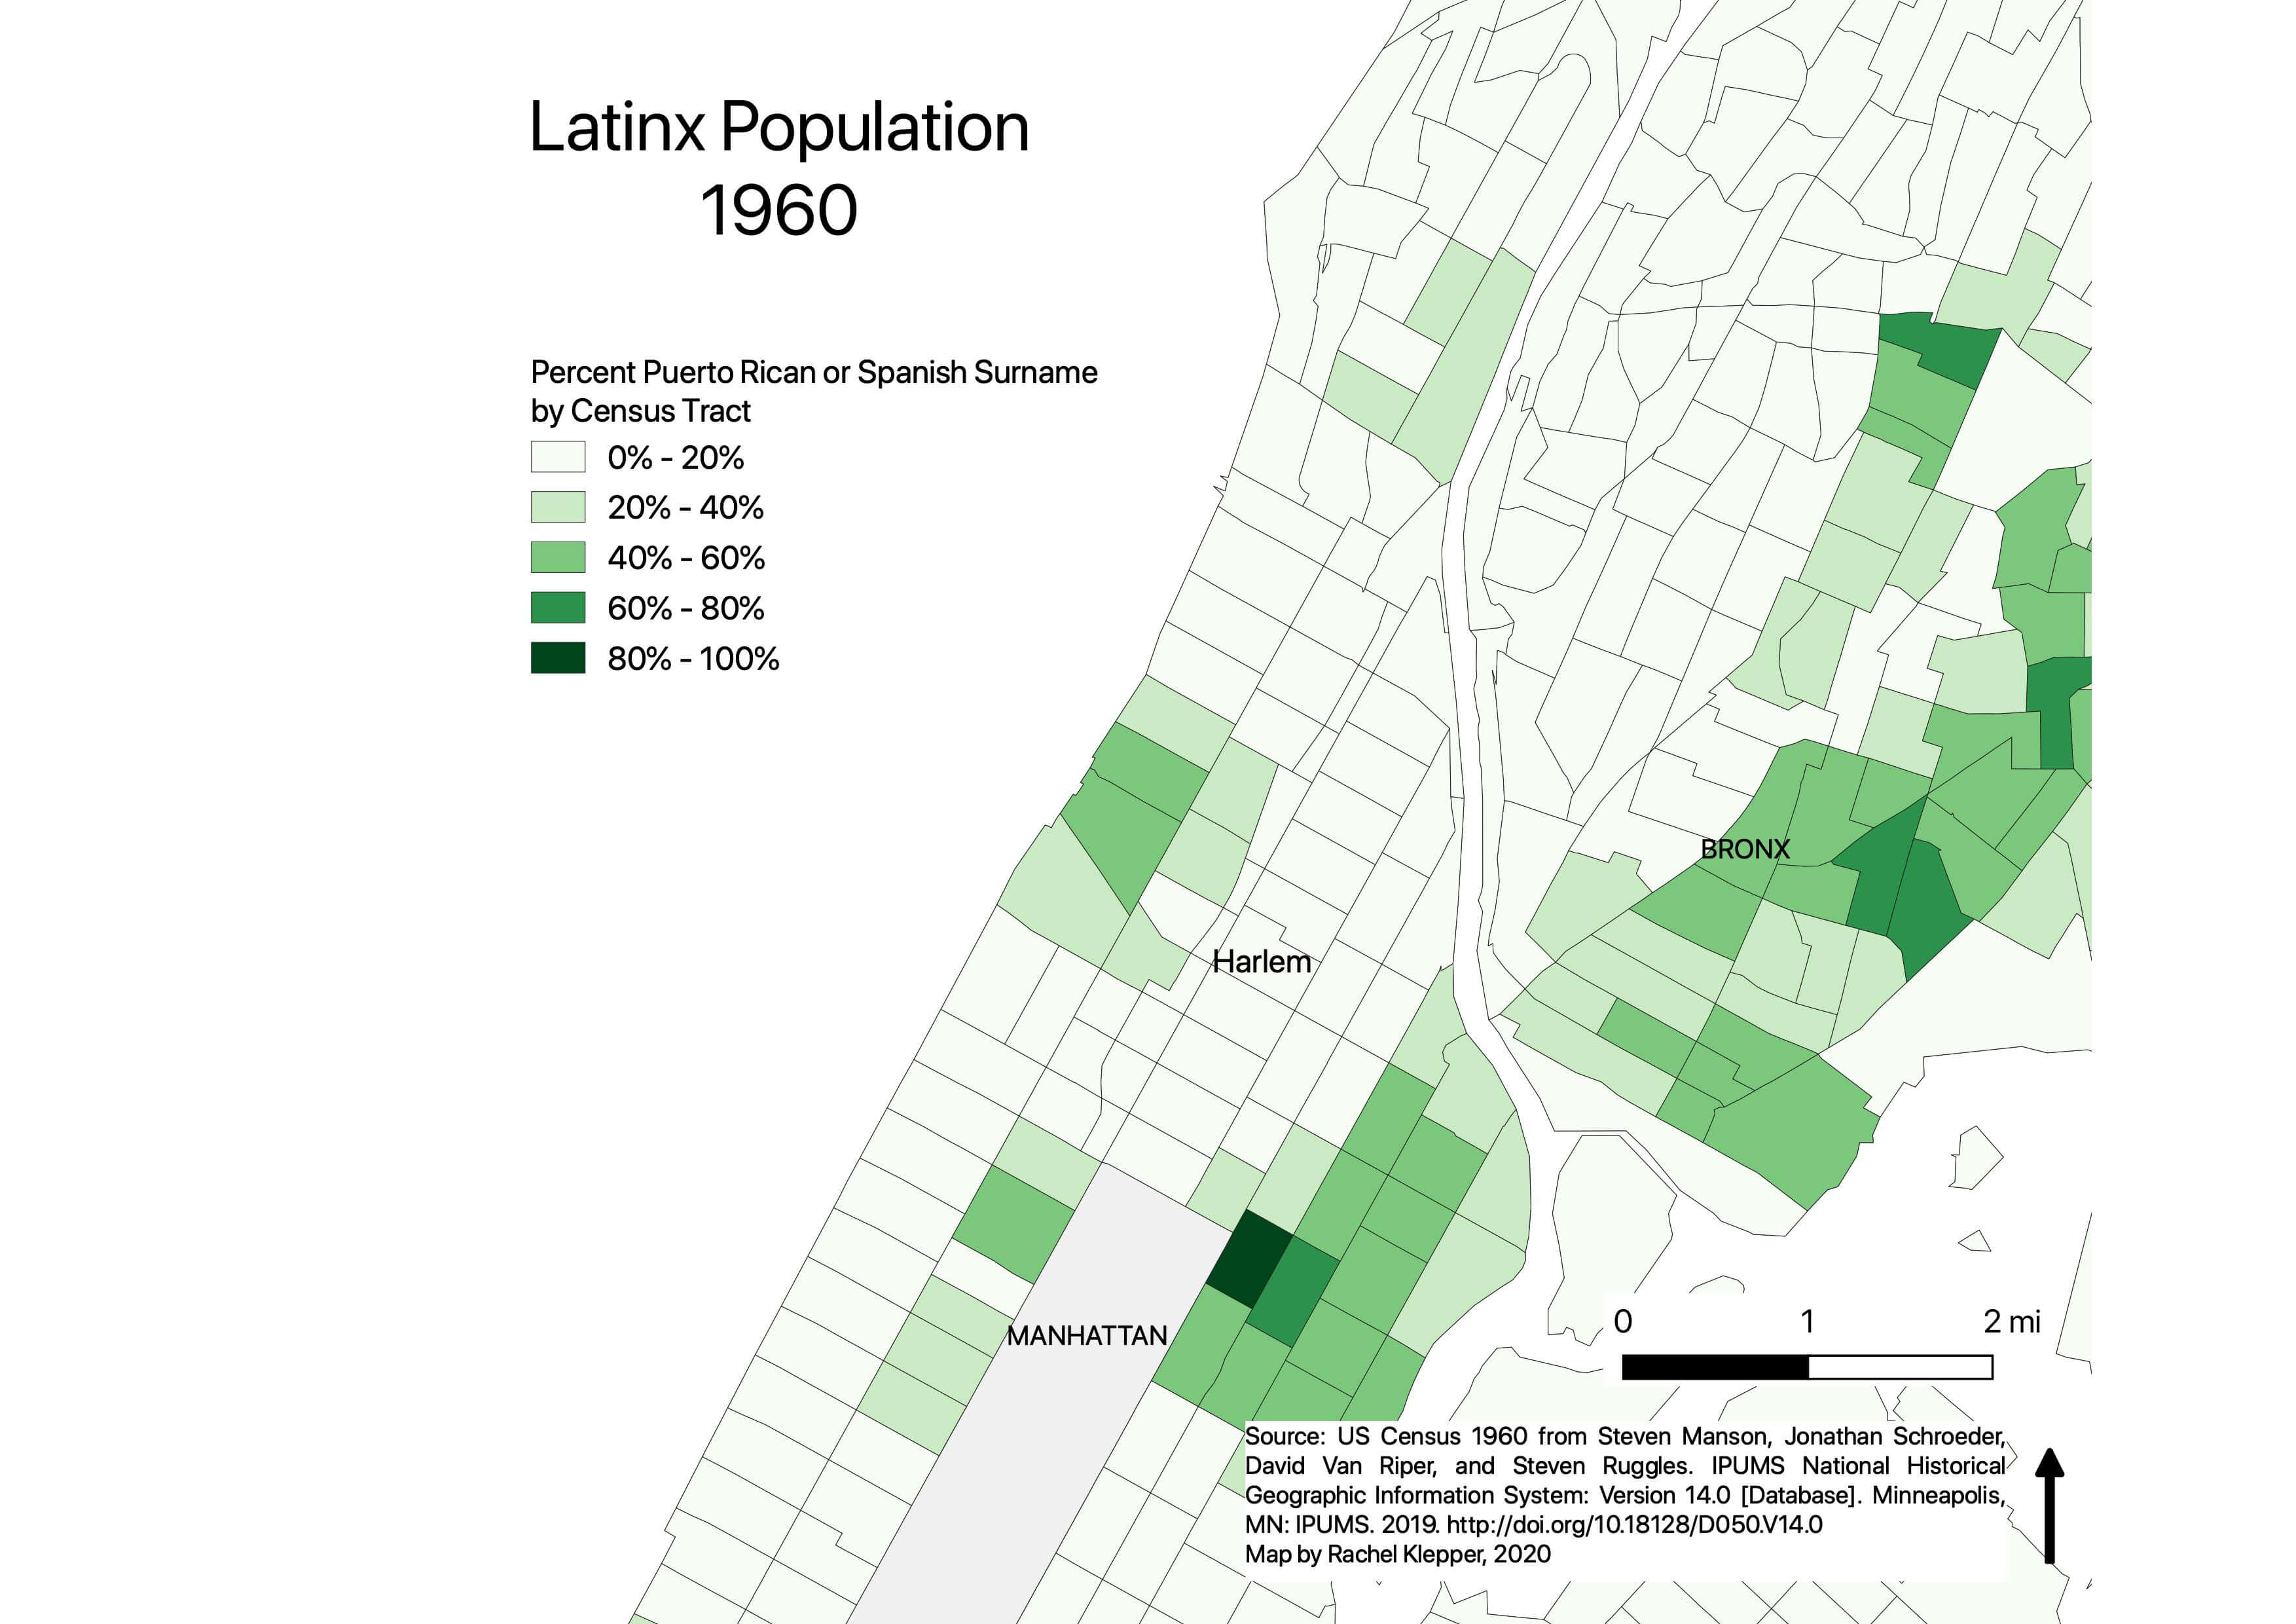 Latinx Population
1960
Percent Puerto Rican or Spanish Surname
by Census Tract
0% - 20%
20% - 40%
40% - 60%
60% - 80%
80% - 100%
BRONX
Harlem
MANHATTAN
0 1 2 mi
Source: US Census 1960 from Steven Manson, Jonathan Schroeder,
David Van Riper, and Steven Ruggles. IPUMS National Historical
Geographic Information System: Version 14.0 [Database]. Minneapolis,
MN: IPUMS. 2019. http://doi.org/10.18128/D050.V14.0
Map by Rachel Klepper, 2020